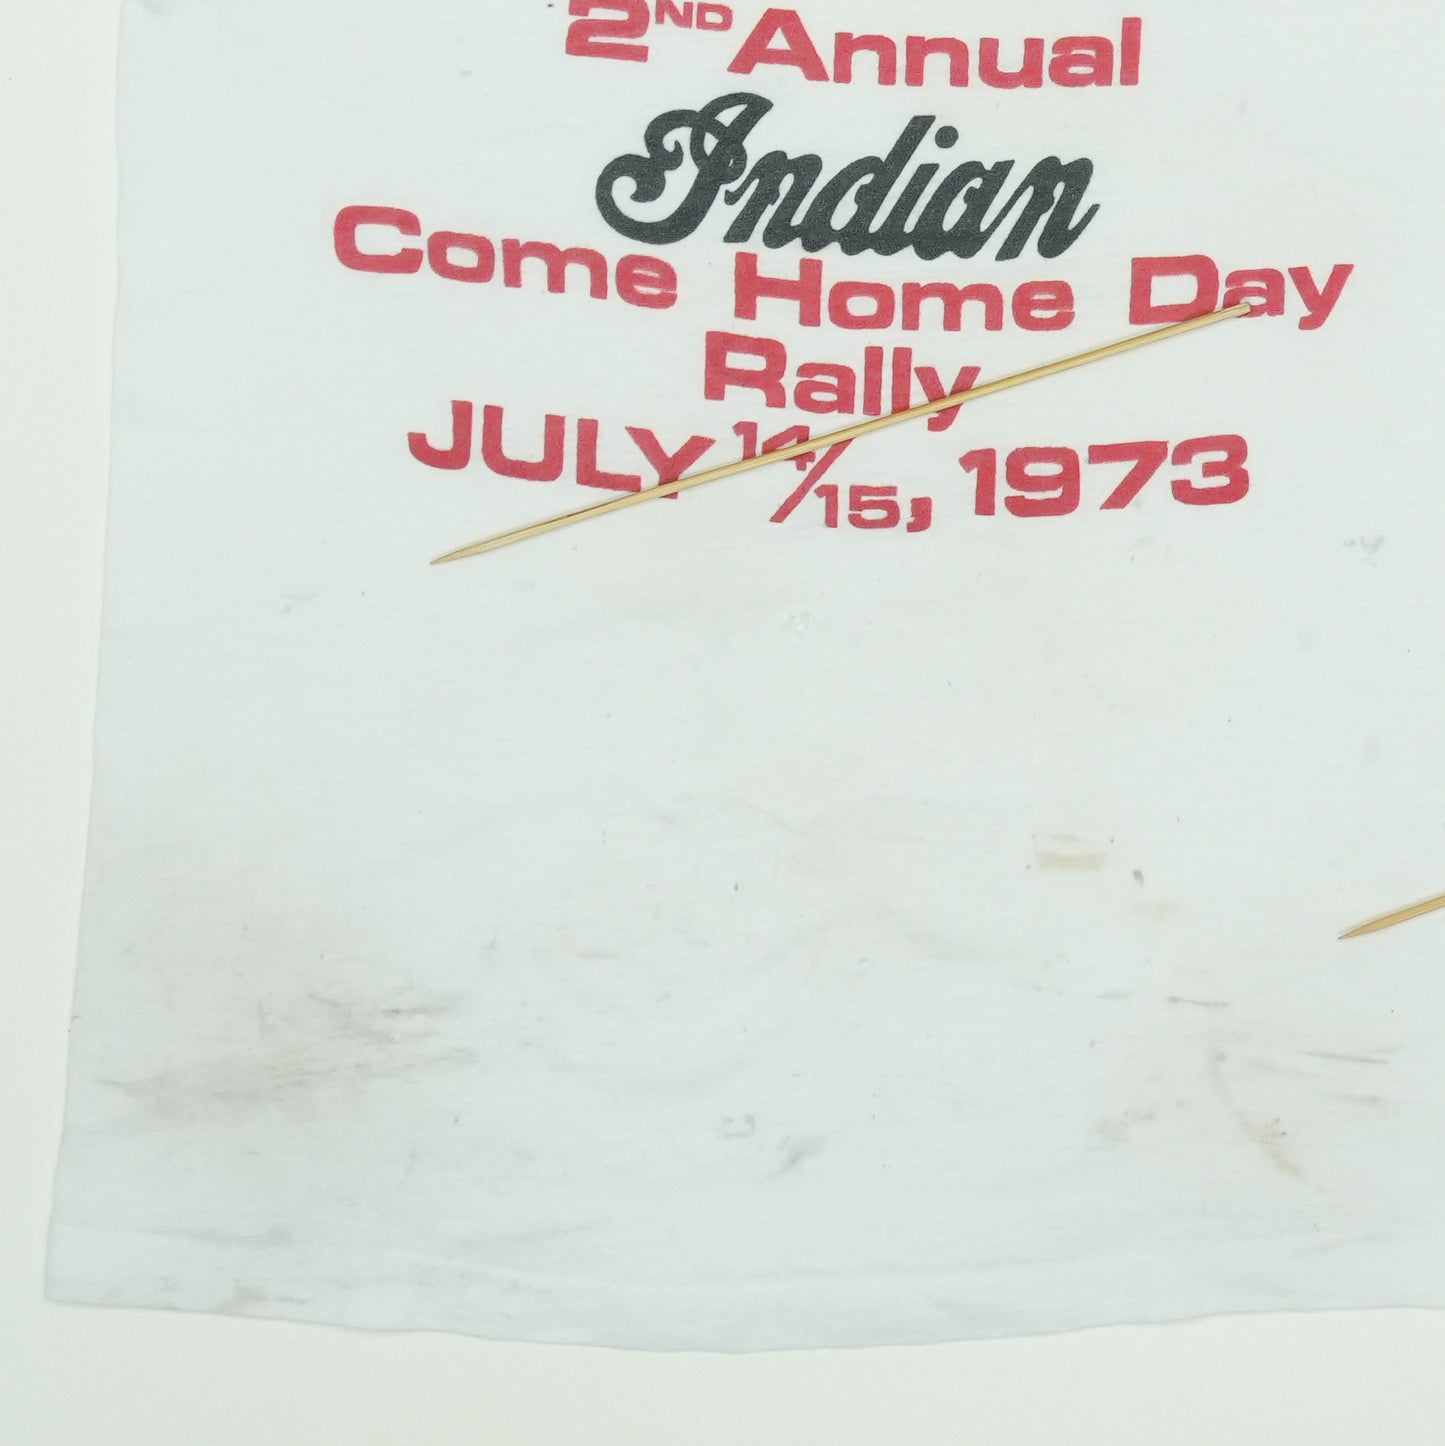 2ND Annual
Indian
Come Home Day
Rally
JULY 14/15, 1973